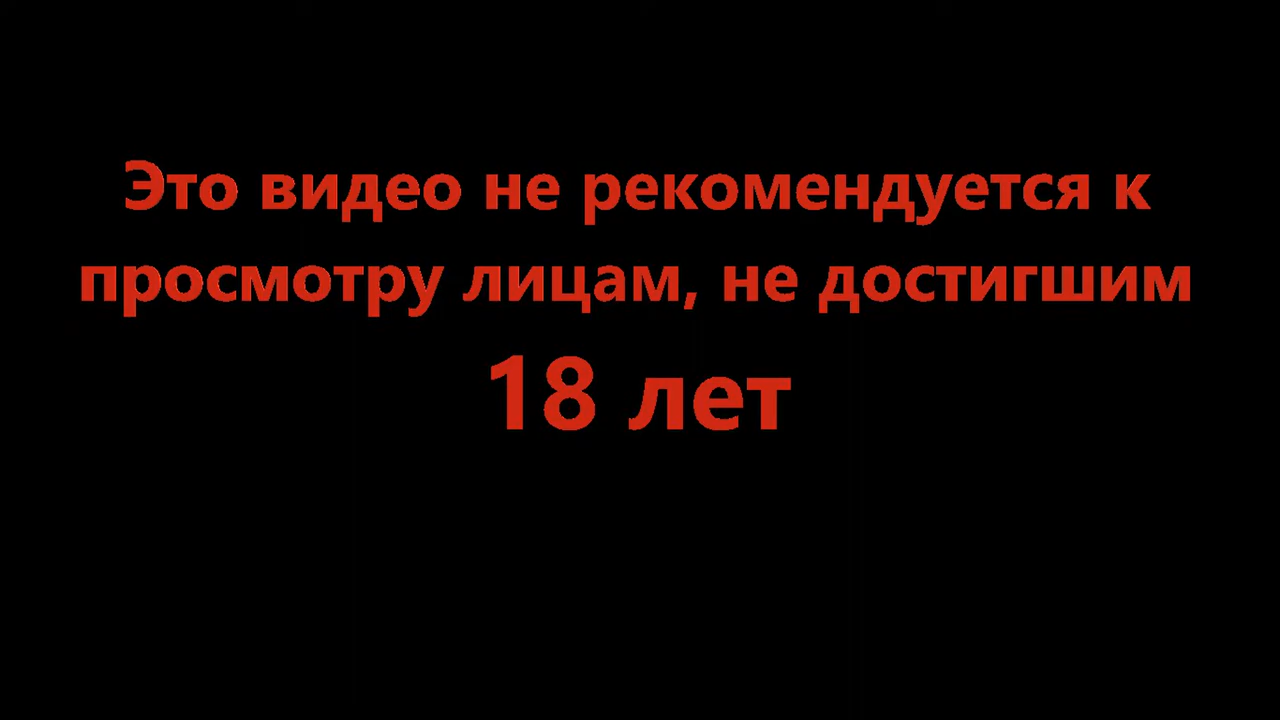 Это видео не рекомендуется к
просмотру лицам, не достигшим
18 лет